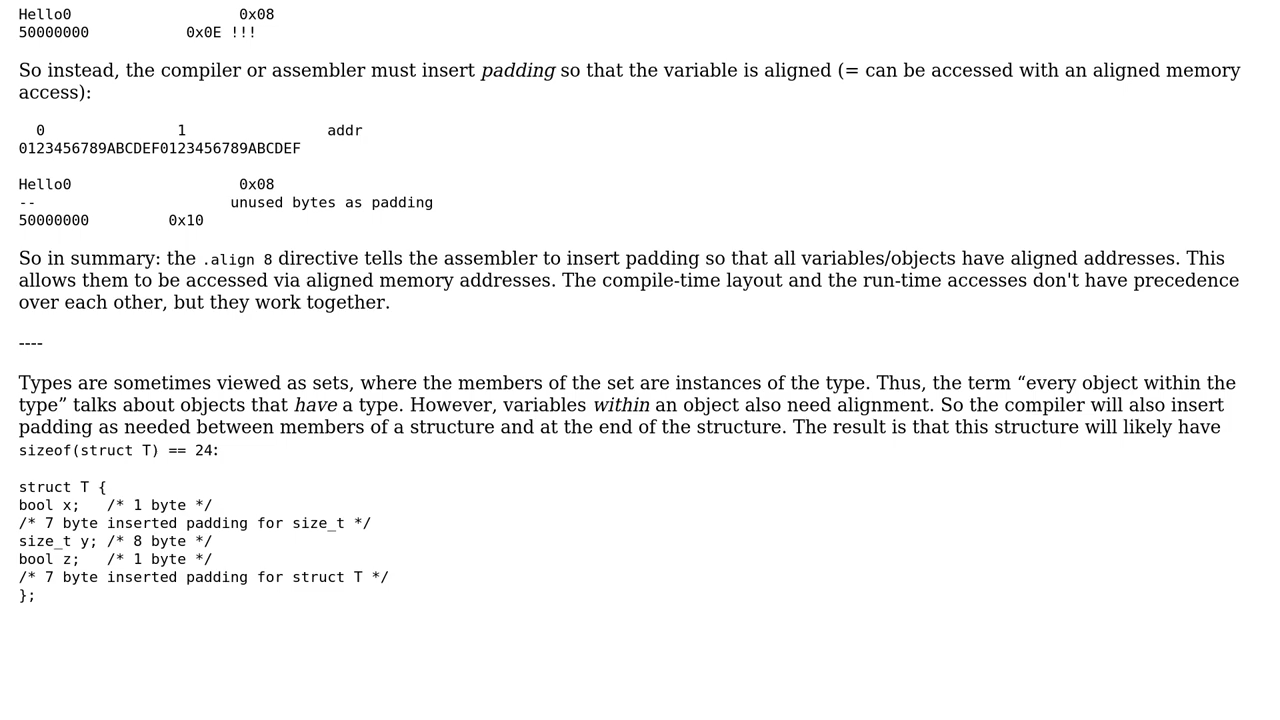 Hello0                   0x08
50000000           0x0E !!!
So instead, the compiler or assembler must insert padding so that the variable is aligned (= can be accessed with an aligned memory
access):
  0               1                addr
0123456789ABCDEF0123456789ABCDEF
Hello0                   0x08
--                      unused bytes as padding
50000000         0x10
So in summary: the .align 8 directive tells the assembler to insert padding so that all variables/objects have aligned addresses. This
allows them to be accessed via aligned memory addresses. The compile-time layout and the run-time accesses don't have precedence
over each other, but they work together.
----
Types are sometimes viewed as sets, where the members of the set are instances of the type. Thus, the term “every object within the
type” talks about objects that have a type. However, variables within an object also need alignment. So the compiler will also insert
padding as needed between members of a structure and at the end of the structure. The result is that this structure will likely have
sizeof(struct T) == 24:
struct T {
bool x;   /* 1 byte */
/* 7 byte inserted padding for size_t */
size_t y; /* 8 byte */
bool z;   /* 1 byte */
/* 7 byte inserted padding for struct T */
};